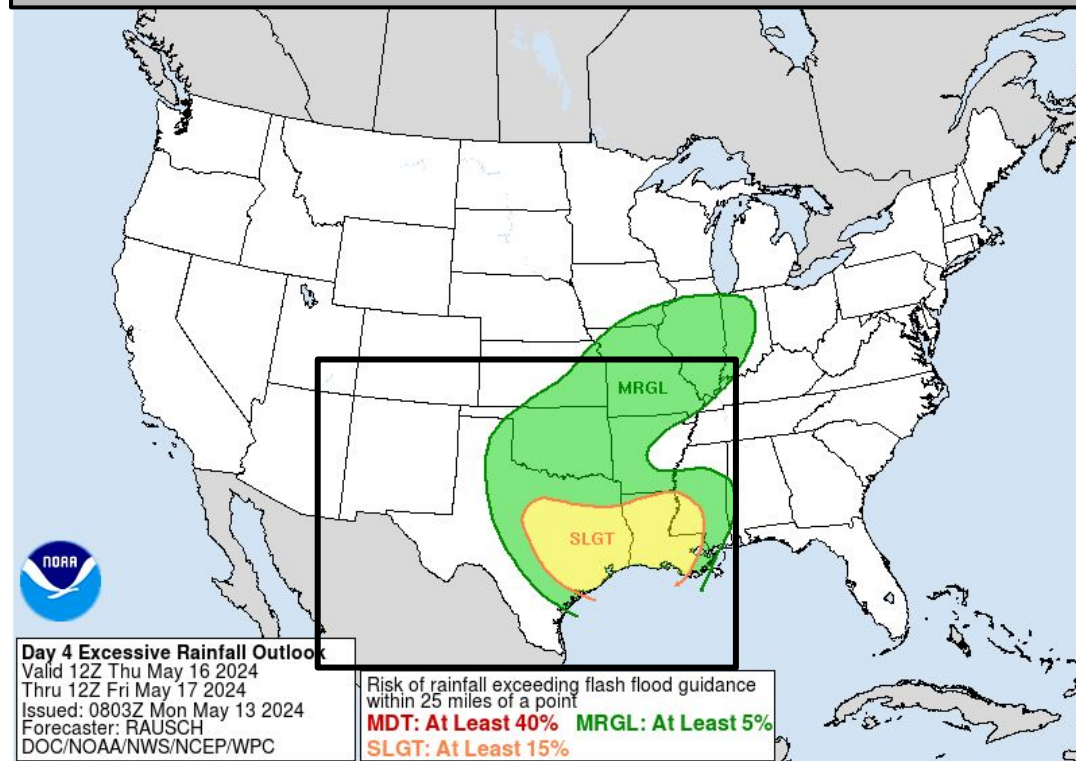 MRGL
SLGT
NOAA
Day 4 Excessive Rainfall Outlook
Valid 12Z Thu May 16 2024
Thru 12Z Fri May 17 2024
Issued: 0803Z Mon May 13 2024
Forecaster: RAUSCH
DOC/NOAA/NWS/NCEP/WPC
Risk of rainfall exceeding flash flood guidance
within 25 miles of a point
MDT: At Least 40% MRGL: At Least 5%
SLGT: At Least 15%